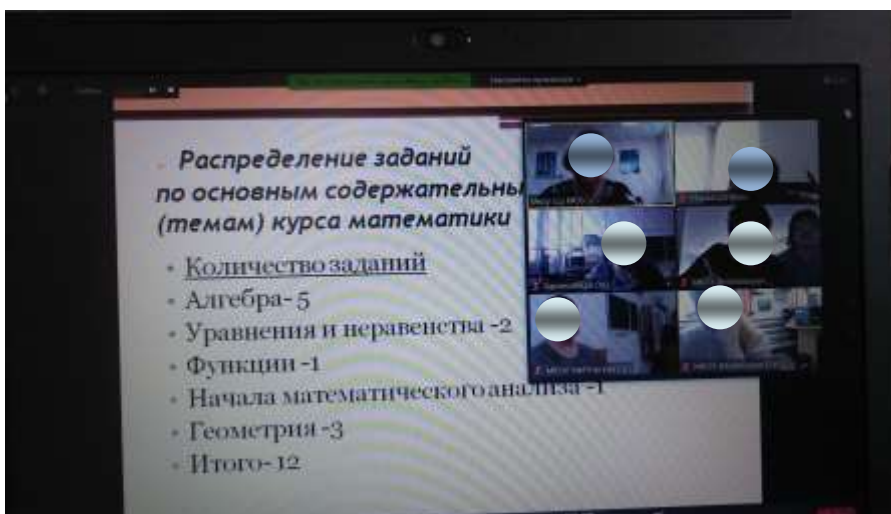 Распределение заданий
по основным содержательны
(темам) курса математики
Количество заданий
Алгебра- 5
Уравнения и неравенства -2
Функции -1
Начала математического анализа -1
Геометрия -3
Итого- 12